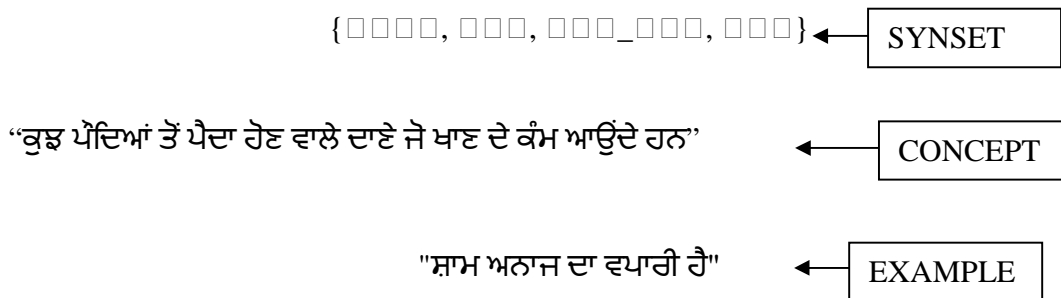 SYNSET
“ਕੁਝ ਪੌਦਿਆਂ ਤੋਂ ਪੈਦਾ ਹੋਣ ਵਾਲੇ ਦਾਣੇ ਜੋ ਖਾਣ ਦੇ ਕੰਮ ਆਉਂਦੇ ਹਨ” CONCEPT
"ਸ਼ਾਮ ਅਨਾਜ ਦਾ ਵਪਾਰੀ ਹੈ" EXAMPLE